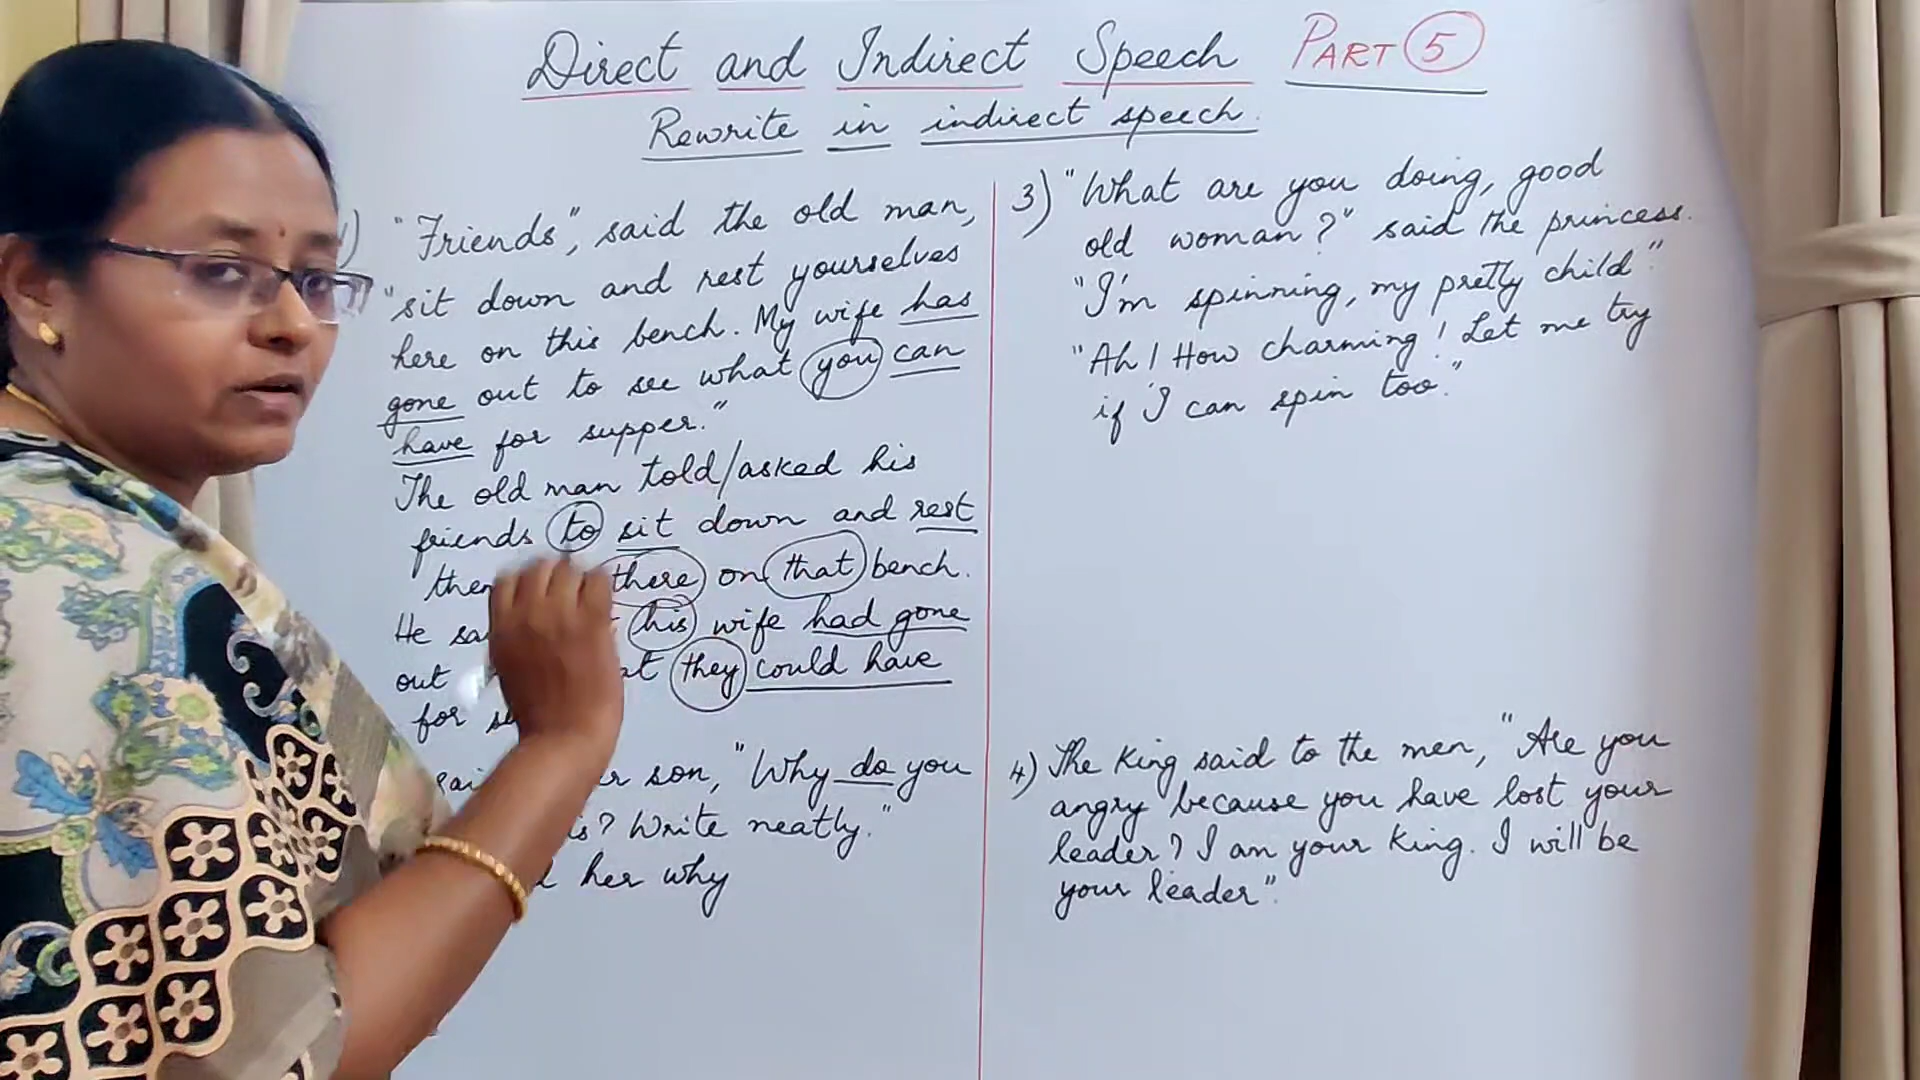 Direct and Indirect Speech PART 5
Rewrite in indirect speech.
"Friends", said the old man,
"sit down and rest yourselves
here on this bench. My wife has
gone out to see what you can
have for supper."
The old man told/asked his
friends to sit down and rest
there on that bench.
He his wife had gone
out they could have
for
son, "Why do you
Write neatly."
her why
3) "What are you doing, good
old woman?" said the princess.
"I'm spinning, my pretty child"
"Ah! How charming! Let me try
if I can spin too."
4) The King said to the men, "Are you
angry because you have lost your
leader? I am your King. I will be
your leader".